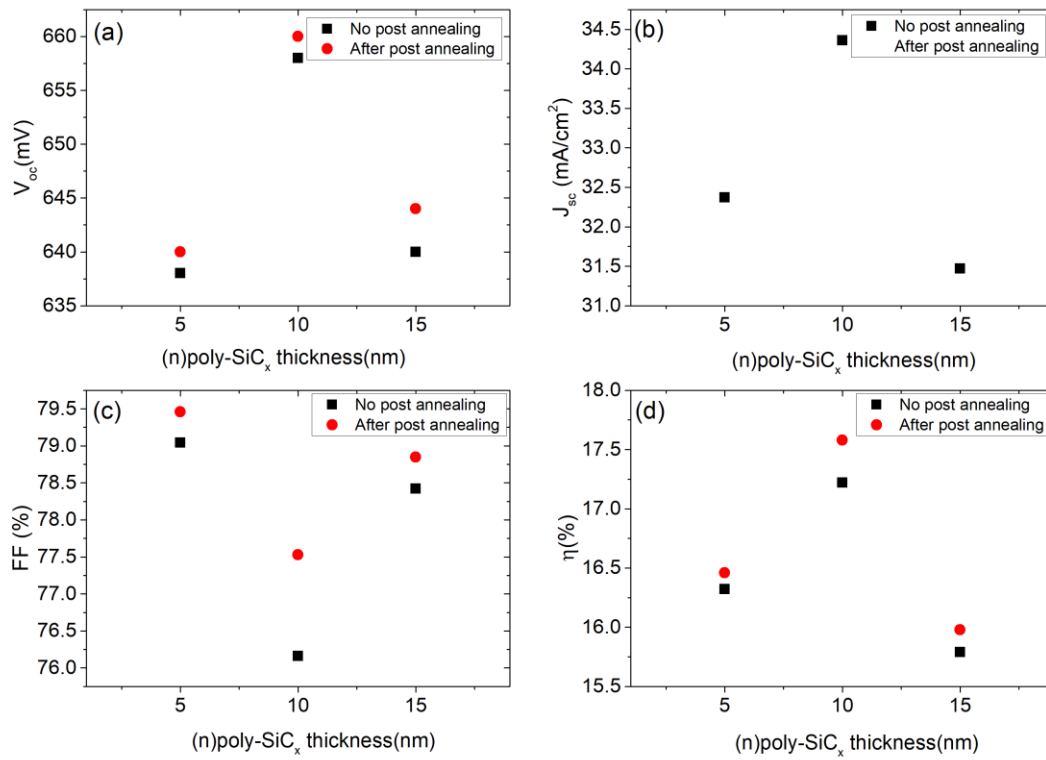 (a)
No post annealing
After post annealing
660
655
650
645
640
635
V_oc(mV)
5
10
15
(n)poly-SiC_x thickness(nm)
(b)
No post annealing
After post annealing
34.5
34.0
33.5
33.0
32.5
32.0
31.5
31.0
J_sc (mA/cm²)
5
10
15
(n)poly-SiC_x thickness(nm)
(c)
No post annealing
After post annealing
79.5
79.0
78.5
78.0
77.5
77.0
76.5
76.0
FF (%)
5
10
15
(n)poly-SiC_x thickness(nm)
(d)
No post annealing
After post annealing
18.0
17.5
17.0
16.5
16.0
15.5
η(%)
5
10
15
(n)poly-SiC_x thickness(nm)